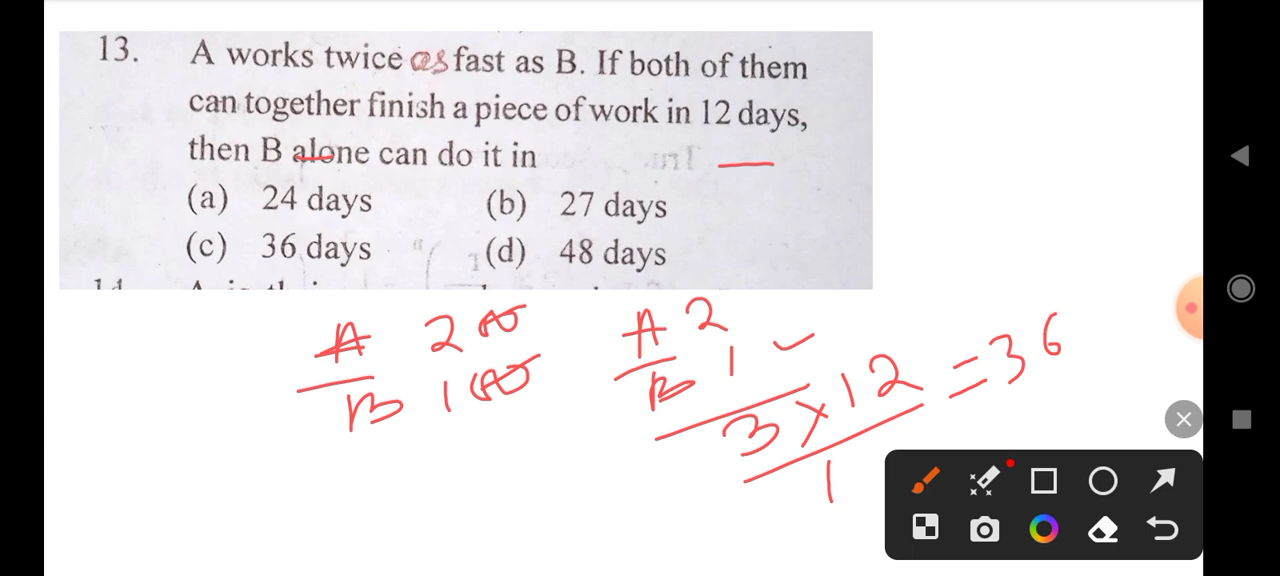 13. A works twice as fast as B. If both of them
can together finish a piece of work in 12 days,
then B alone can do it in
(a) 24 days (b) 27 days
(c) 36 days (d) 48 days
A 2 A 2
B 1 B 1
3 x 12 = 36
1